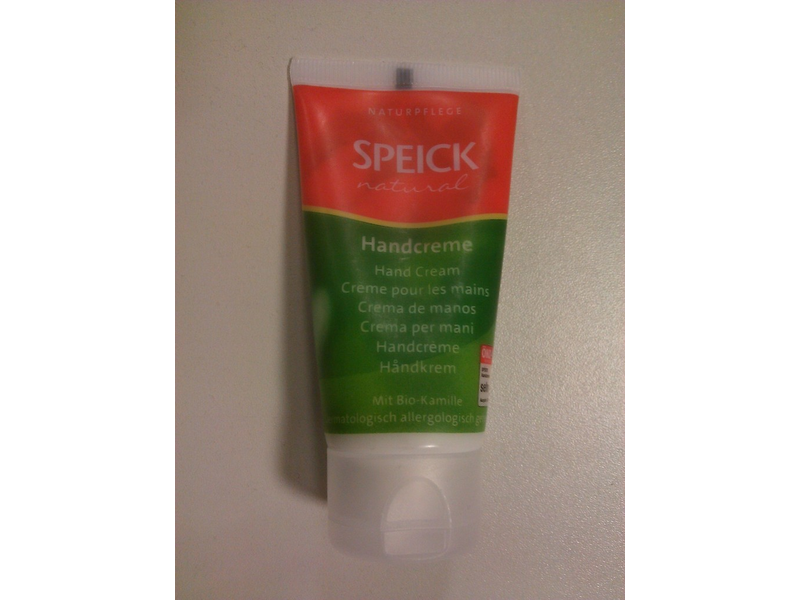 NATURPFLEGE
SPEICK
natural
Handcreme
Hand Cream
Creme pour les mains
Crema de manos
Crema per mani
Handcrème
Håndkrem
Mit Bio-Kamille
allergologisch